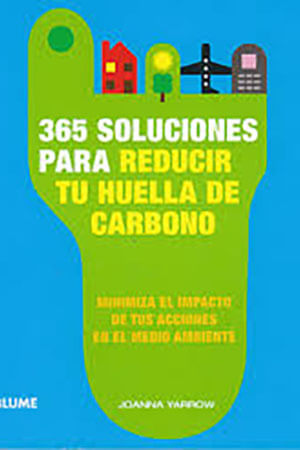 365 SOLUCIONES
PARA REDUCIR
TU HUELLA DE
CARBONO
MINIMIZA EL IMPACTO
DE TUS ACCIONES
EN EL MEDIO AMBIENTE
BLUME
JOANNA YARROW